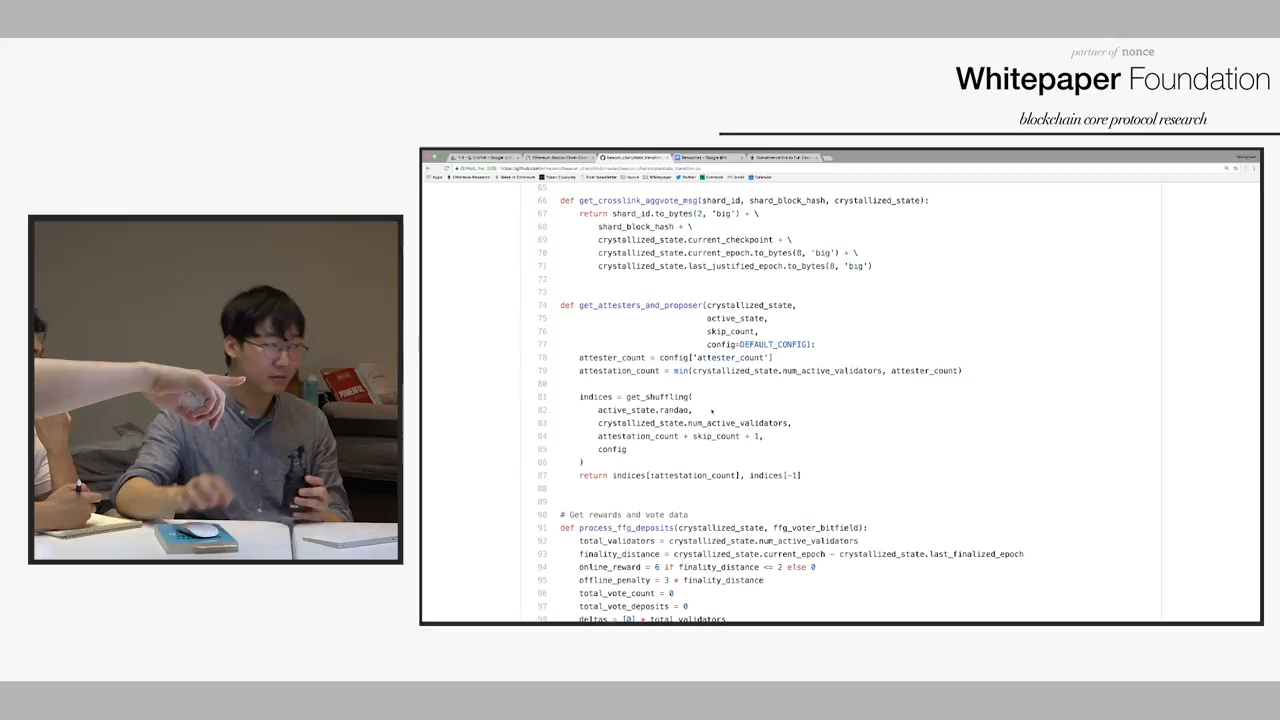 partner of nonce
Whitepaper Foundation
blockchain core protocol research
65
66 def get_crosslink_aggvote_msg(shard_id, shard_block_hash, crystallized_state):
67 return shard_id.to_bytes(2, 'big') + \
68 shard_block_hash + \
69 crystallized_state.current_checkpoint + \
70 crystallized_state.current_epoch.to_bytes(8, 'big') + \
71 crystallized_state.last_justified_epoch.to_bytes(8, 'big')
72
73
74 def get_attesters_and_proposer(crystallized_state,
75 active_state,
76 skip_count,
77 config=DEFAULT_CONFIG):
78 attester_count = config['attester_count']
79 attestation_count = min(crystallized_state.num_active_validators, attester_count)
80
81 indices = get_shuffling(
82 active_state.randao,
83 crystallized_state.num_active_validators,
84 attestation_count + skip_count + 1,
85 config
86 )
87 return indices[:attestation_count], indices[-1]
88
89
90 # Get rewards and vote data
91 def process_ffg_deposits(crystallized_state, ffg_voter_bitfield):
92 total_validators = crystallized_state.num_active_validators
93 finality_distance = crystallized_state.current_epoch - crystallized_state.last_finalized_epoch
94 online_reward = 6 if finality_distance <= 2 else 0
95 offline_penalty = 3 * finality_distance
96 total_vote_count = 0
97 total_vote_deposits = 0
98 deltas = [0] * total_validators
POWERFUL